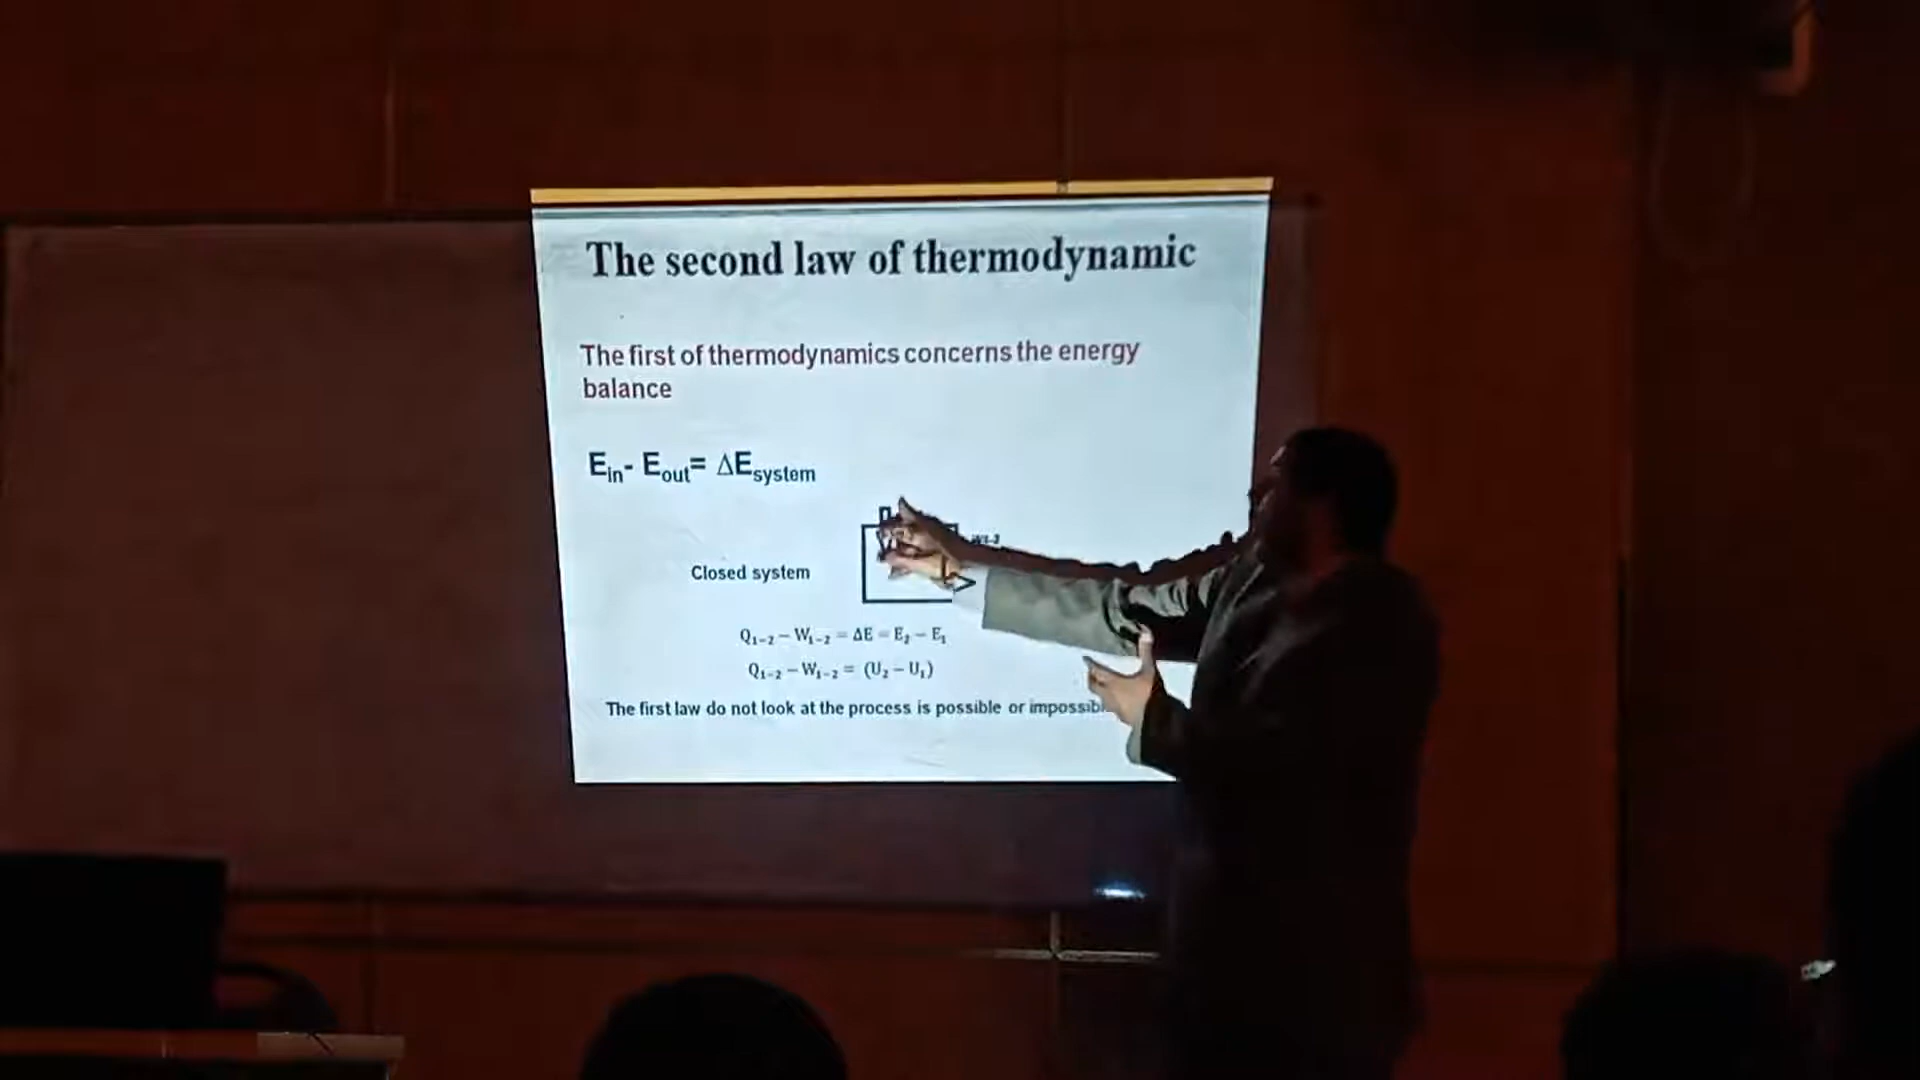 The second law of thermodynamic
The first of thermodynamics concerns the energy
balance
Ein- Eout= ΔEsystem
W1-2
Closed system
Q₁₋₂ − W₁₋₂ = ΔE = E₂ − E₁
Q₁₋₂ − W₁₋₂ = (U₂ − U₁)
The first law do not look at the process is possible or